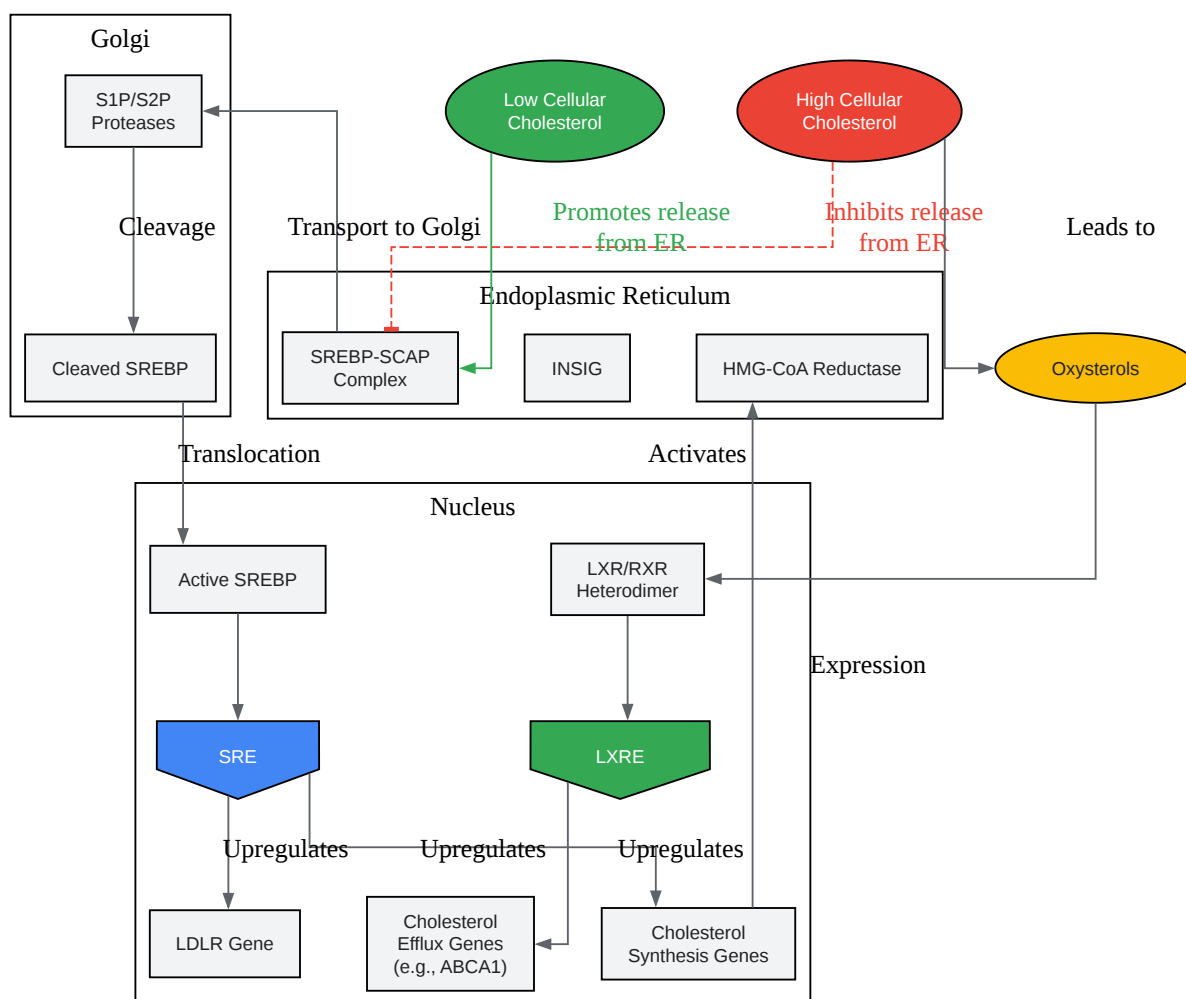 Golgi
S1P/S2P
Proteases
Low Cellular
Cholesterol
High Cellular
Cholesterol
Cleavage
Transport to Golgi
Promotes release
from ER
Inhibits release
from ER
Leads to
Endoplasmic Reticulum
Cleaved SREBP
SREBP-SCAP
Complex
INSIG
HMG-CoA Reductase
Oxysterols
Translocation
Activates
Nucleus
Active SREBP
LXR/RXR
Heterodimer
Expression
SRE
LXRE
Upregulates
Upregulates
Upregulates
LDLR Gene
Cholesterol
Efflux Genes
(e.g., ABCA1)
Cholesterol
Synthesis Genes